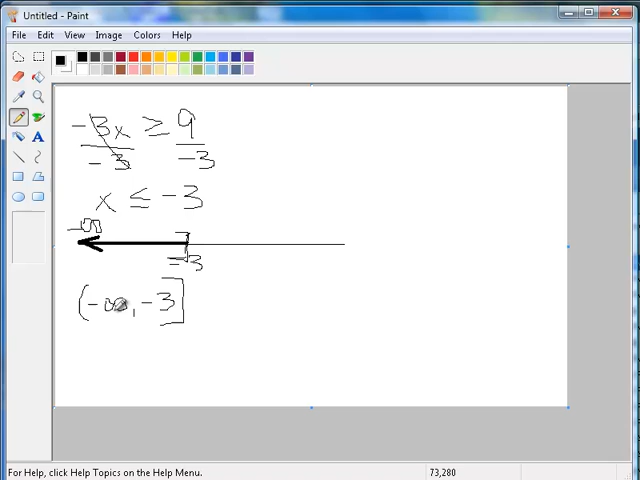 Untitled - Paint
File Edit View Image Colors Help
-3x ≥ 9
-3 -3
x ≤ -3
-∞
-3
(-∞, -3]
For Help, click Help Topics on the Help Menu.
73,280